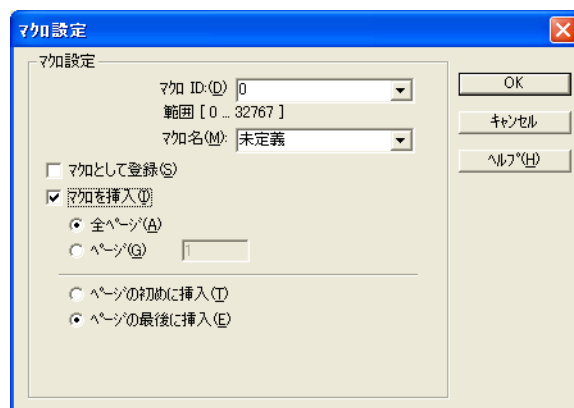 マクロ設定
マクロ設定
マクロ ID:(D) 0
範囲 [ 0 ... 32767 ]
マクロ名(M): 未定義
マクロとして登録(S)
マクロを挿入(I)
全ページ(A)
ページ(G) 1
ページの初めに挿入(T)
ページの最後に挿入(E)
OK
キャンセル
ヘルプ(H)